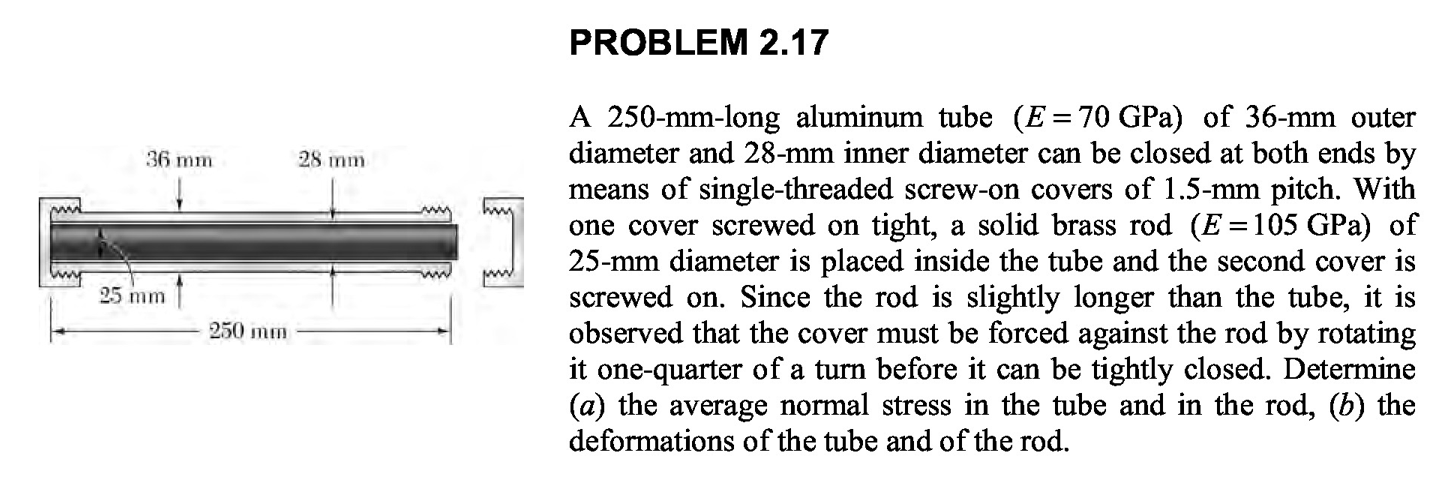 PROBLEM 2.17
A 250-mm-long aluminum tube (E = 70 GPa) of 36-mm outer
diameter and 28-mm inner diameter can be closed at both ends by
means of single-threaded screw-on covers of 1.5-mm pitch. With
one cover screwed on tight, a solid brass rod (E = 105 GPa) of
25-mm diameter is placed inside the tube and the second cover is
screwed on. Since the rod is slightly longer than the tube, it is
observed that the cover must be forced against the rod by rotating
it one-quarter of a turn before it can be tightly closed. Determine
(a) the average normal stress in the tube and in the rod, (b) the
deformations of the tube and of the rod.
36 mm
28 mm
25 mm
250 mm